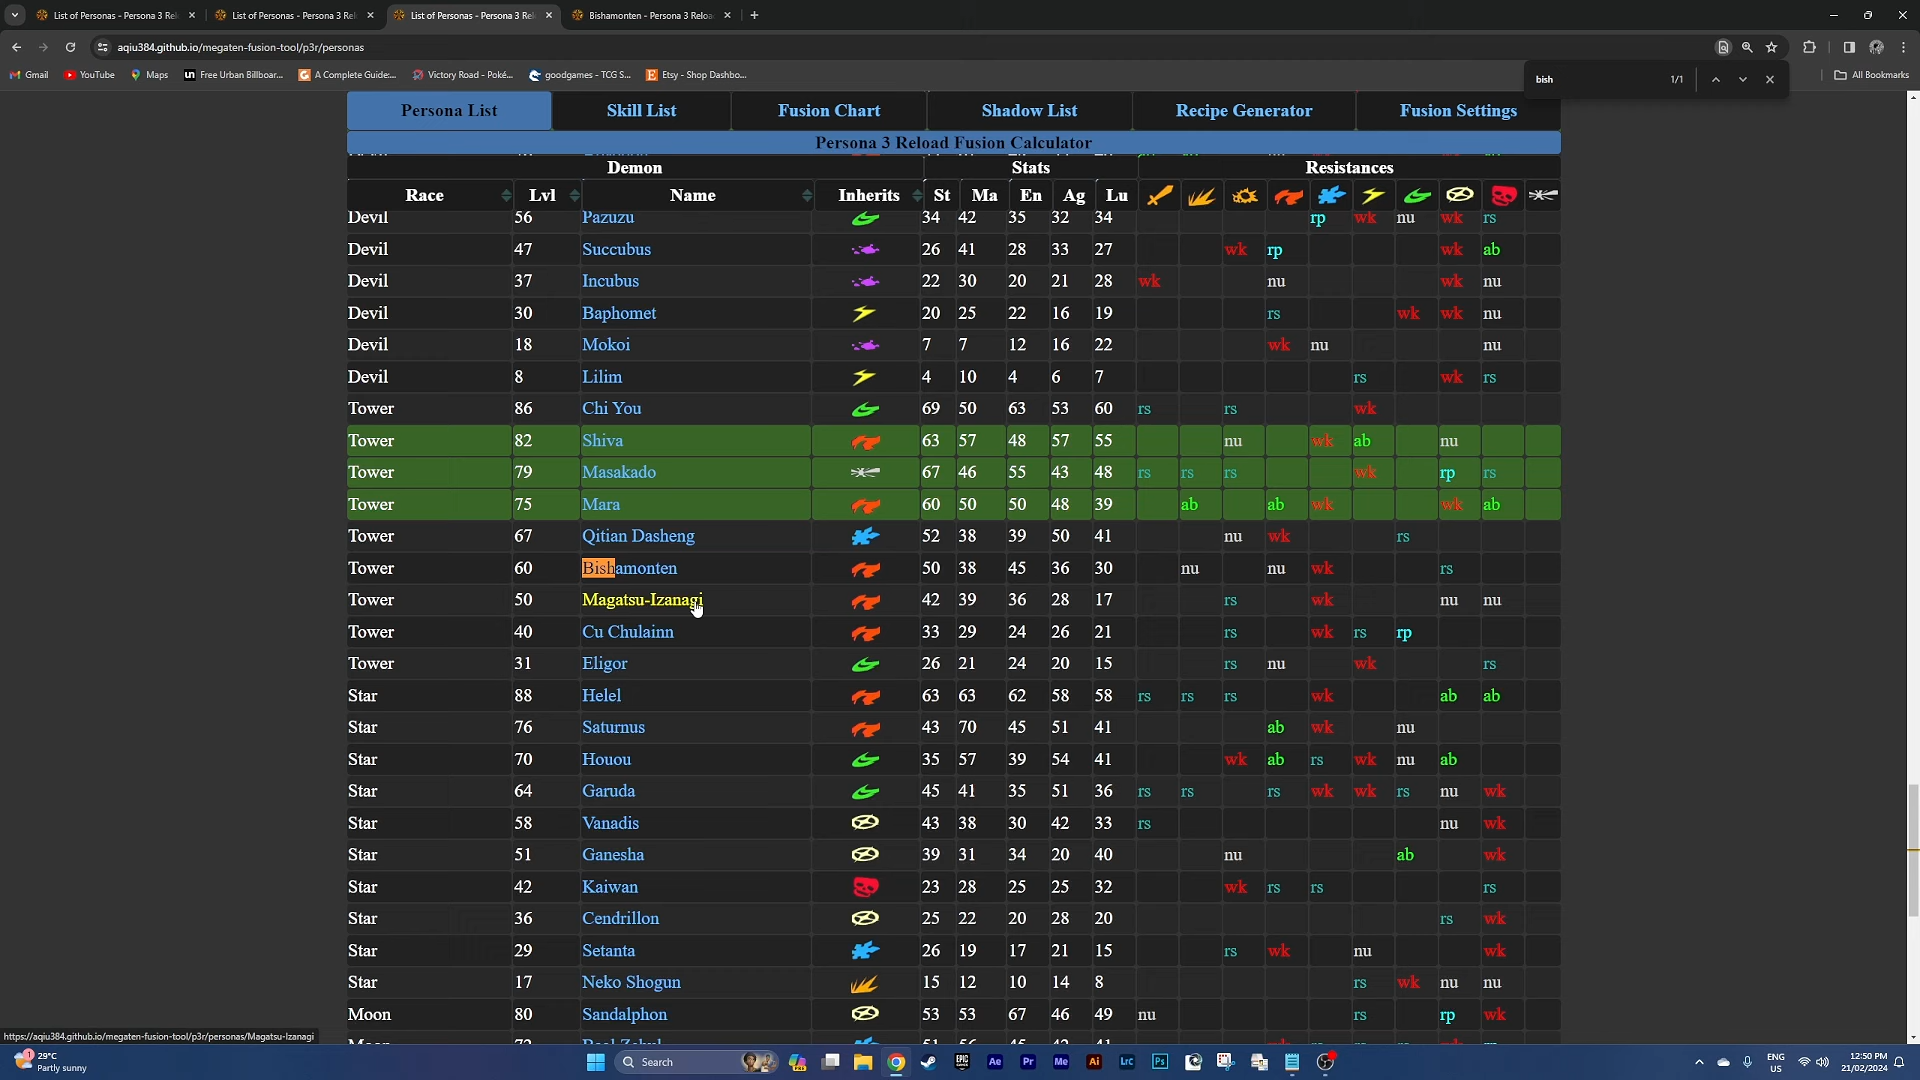 List of Personas - Persona 3 Rel
List of Personas - Persona 3 Rel
List of Personas - Persona 3 Rel
Bishamonten - Persona 3 Reloa
aqiu384.github.io/megaten-fusion-tool/p3r/personas
Gmail YouTube Maps Free Urban Billboar... A Complete Guide:... Victory Road - Poké... goodgames - TCG S... Etsy - Shop Dashbo... All Bookmarks
bish 1/1
Persona List Skill List Fusion Chart Shadow List Recipe Generator Fusion Settings
Persona 3 Reload Fusion Calculator
Demon Stats Resistances
Race Lvl Name Inherits St Ma En Ag Lu
Devil 56 Pazuzu 34 42 35 32 34 rp wk nu wk rs
Devil 47 Succubus 26 41 28 33 27 wk rp wk ab
Devil 37 Incubus 22 30 20 21 28 wk nu wk nu
Devil 30 Baphomet 20 25 22 16 19 rs wk wk nu
Devil 18 Mokoi 7 7 12 16 22 wk nu nu
Devil 8 Lilim 4 10 4 6 7 rs wk rs
Tower 86 Chi You 69 50 63 53 60 rs rs wk
Tower 82 Shiva 63 57 48 57 55 nu wk ab nu
Tower 79 Masakado 67 46 55 43 48 rs rs rs wk rp rs
Tower 75 Mara 60 50 50 48 39 ab ab wk wk ab
Tower 67 Qitian Dasheng 52 38 39 50 41 nu wk rs
Tower 60 Bishamonten 50 38 45 36 30 nu nu wk rs
Tower 50 Magatsu-Izanagi 42 39 36 28 17 rs wk nu nu
Tower 40 Cu Chulainn 33 29 24 26 21 rs wk rs rp
Tower 31 Eligor 26 21 24 20 15 rs nu wk rs
Star 88 Helel 63 63 62 58 58 rs rs rs wk ab ab
Star 76 Saturnus 43 70 45 51 41 ab wk nu
Star 70 Houou 35 57 39 54 41 wk ab rs wk nu ab
Star 64 Garuda 45 41 35 51 36 rs rs rs wk wk rs nu wk
Star 58 Vanadis 43 38 30 42 33 rs nu wk
Star 51 Ganesha 39 31 34 20 40 nu ab wk
Star 42 Kaiwan 23 28 25 25 32 wk rs rs rs
Star 36 Cendrillon 25 22 20 28 20 rs wk
Star 29 Setanta 26 19 17 21 15 rs wk nu wk
Star 17 Neko Shogun 15 12 10 14 8 rs wk nu nu
Moon 80 Sandalphon 53 53 67 46 49 nu rs rp wk
https://aqiu384.github.io/megaten-fusion-tool/p3r/personas/Magatsu-Izanagi
29°C
Partly sunny
Search
ENG
US
12:50 PM
21/02/2024